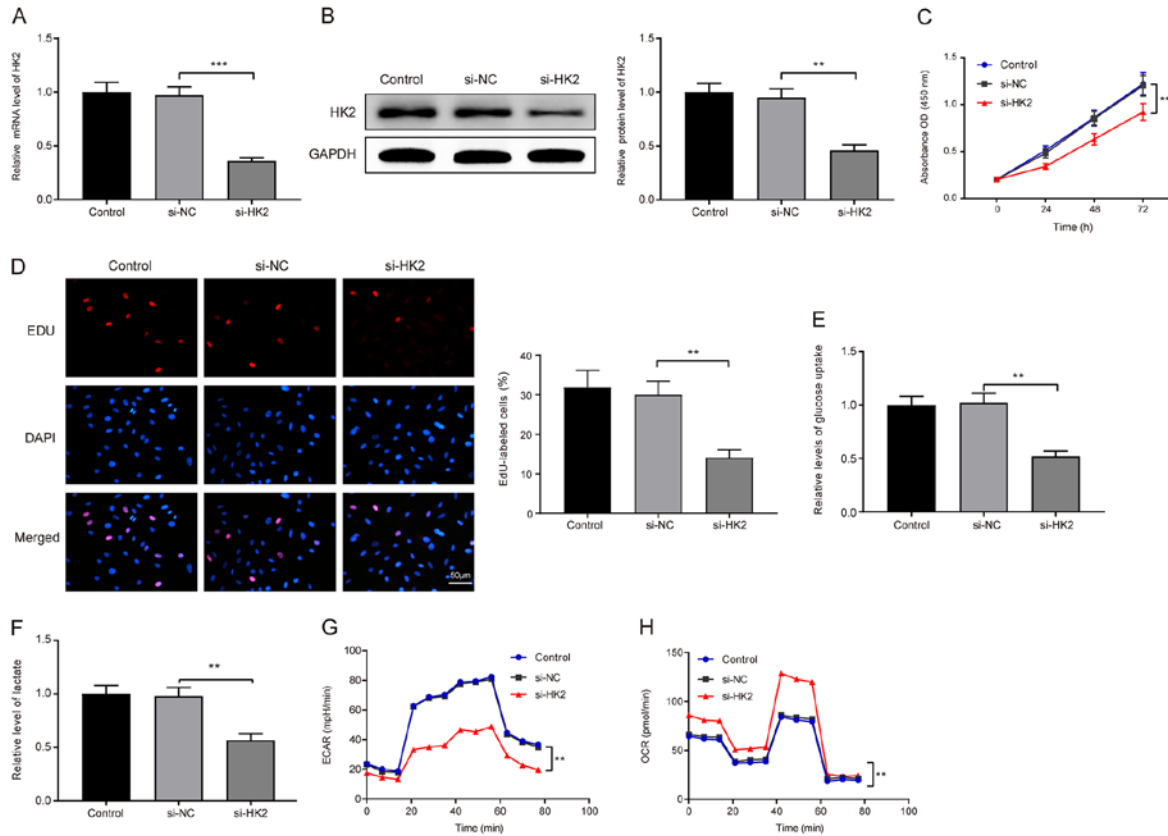 A
Relative mRNA level of HK2
1.5
1.0
0.5
0.0
***
Control
si-NC
si-HK2
B
Control
si-NC
si-HK2
HK2
GAPDH
Relative protein level of HK2
1.5
1.0
0.5
0.0
**
Control
si-NC
si-HK2
C
Absorbance OD (450 nm)
2.0
1.5
1.0
0.5
0.0
Control
si-NC
si-HK2
**
0
24
48
72
Time (h)
D
Control
si-NC
si-HK2
EDU
DAPI
Merged
50μm
EdU-labeled cells (%)
40
30
20
10
0
**
Control
si-NC
si-HK2
E
Relative levels of glucose uptake
1.5
1.0
0.5
0.0
**
Control
si-NC
si-HK2
F
Relative level of lactate
1.5
1.0
0.5
0.0
**
Control
si-NC
si-HK2
G
ECAR (mpH/min)
100
80
60
40
20
0
Control
si-NC
si-HK2
**
0
20
40
60
80
100
Time (min)
H
OCR (pmol/min)
150
100
50
0
Control
si-NC
si-HK2
**
0
20
40
60
80
100
Time (min)